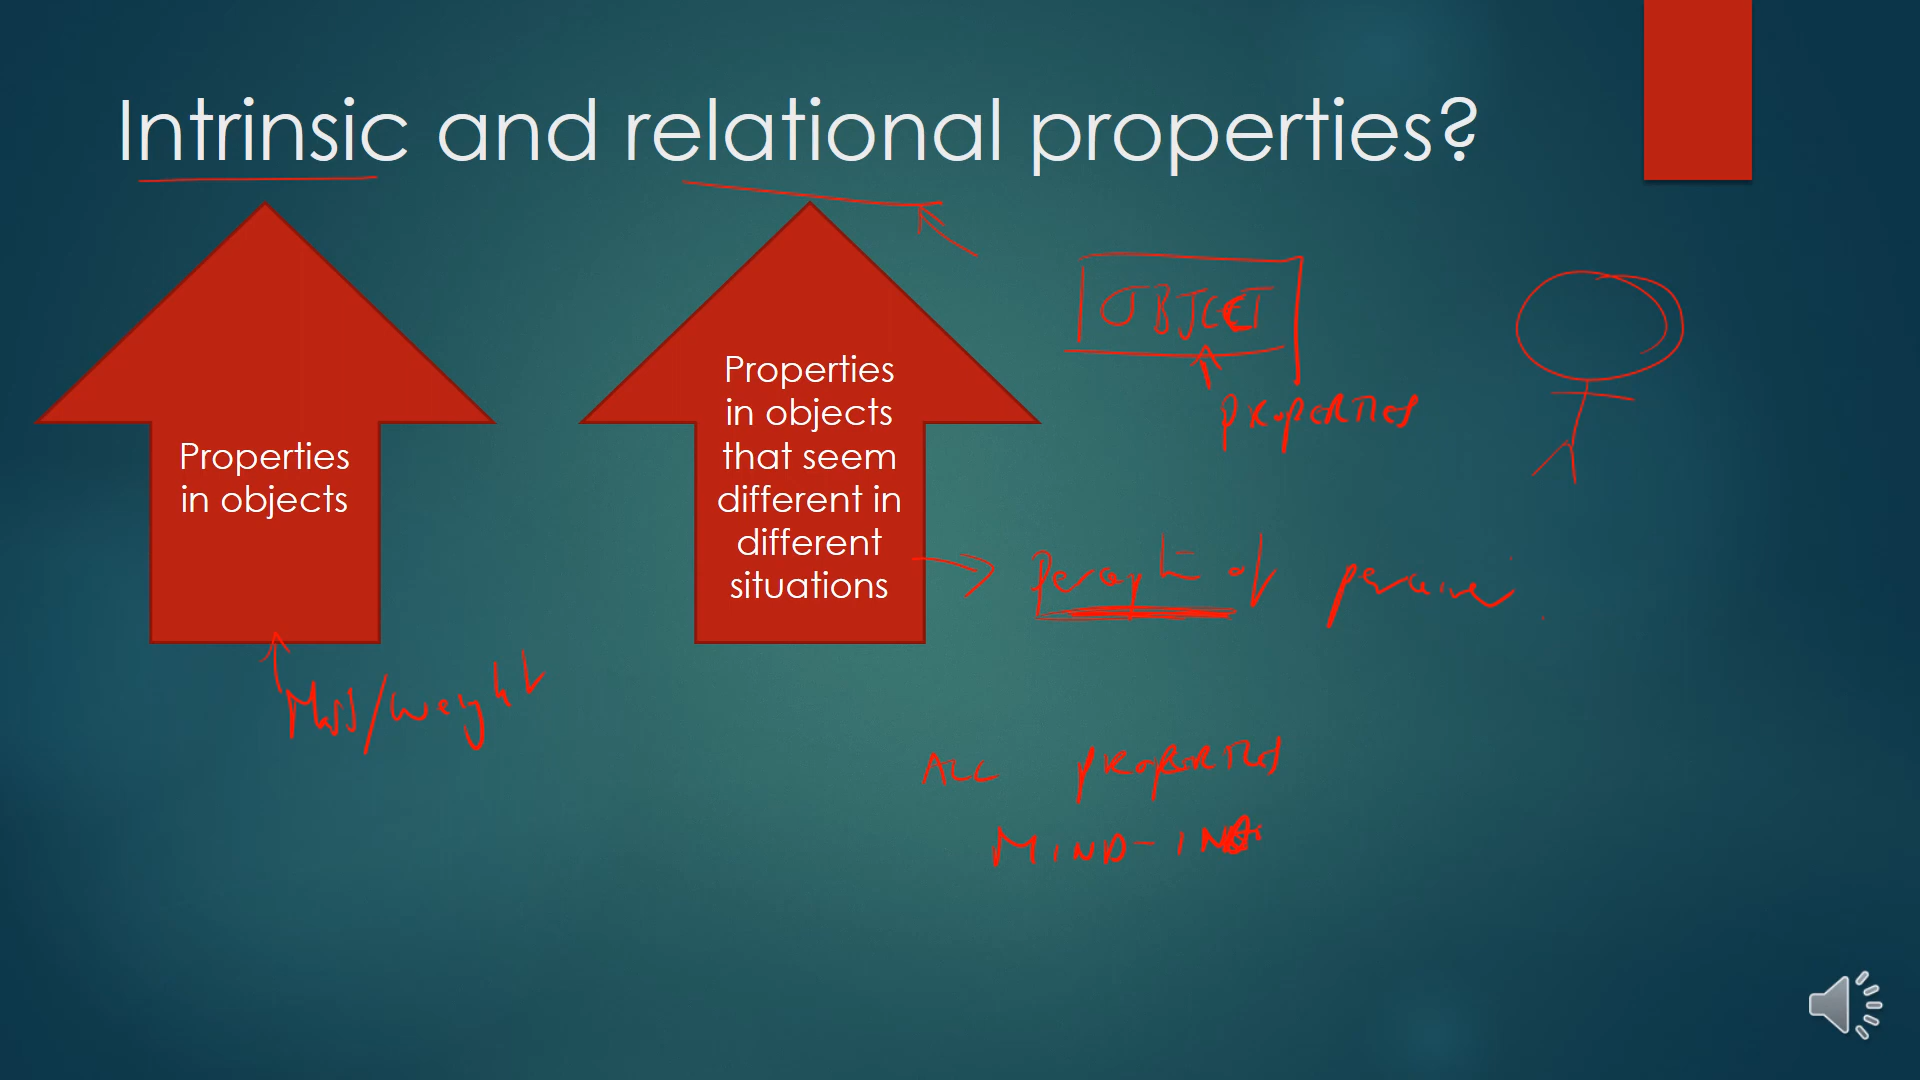 Intrinsic and relational properties?
Properties
in objects
Properties
in objects
that seem
different in
different
situations
OBJECT
PROPERTIES
of
Mass/weight
ALL PROPERTIES
MIND-